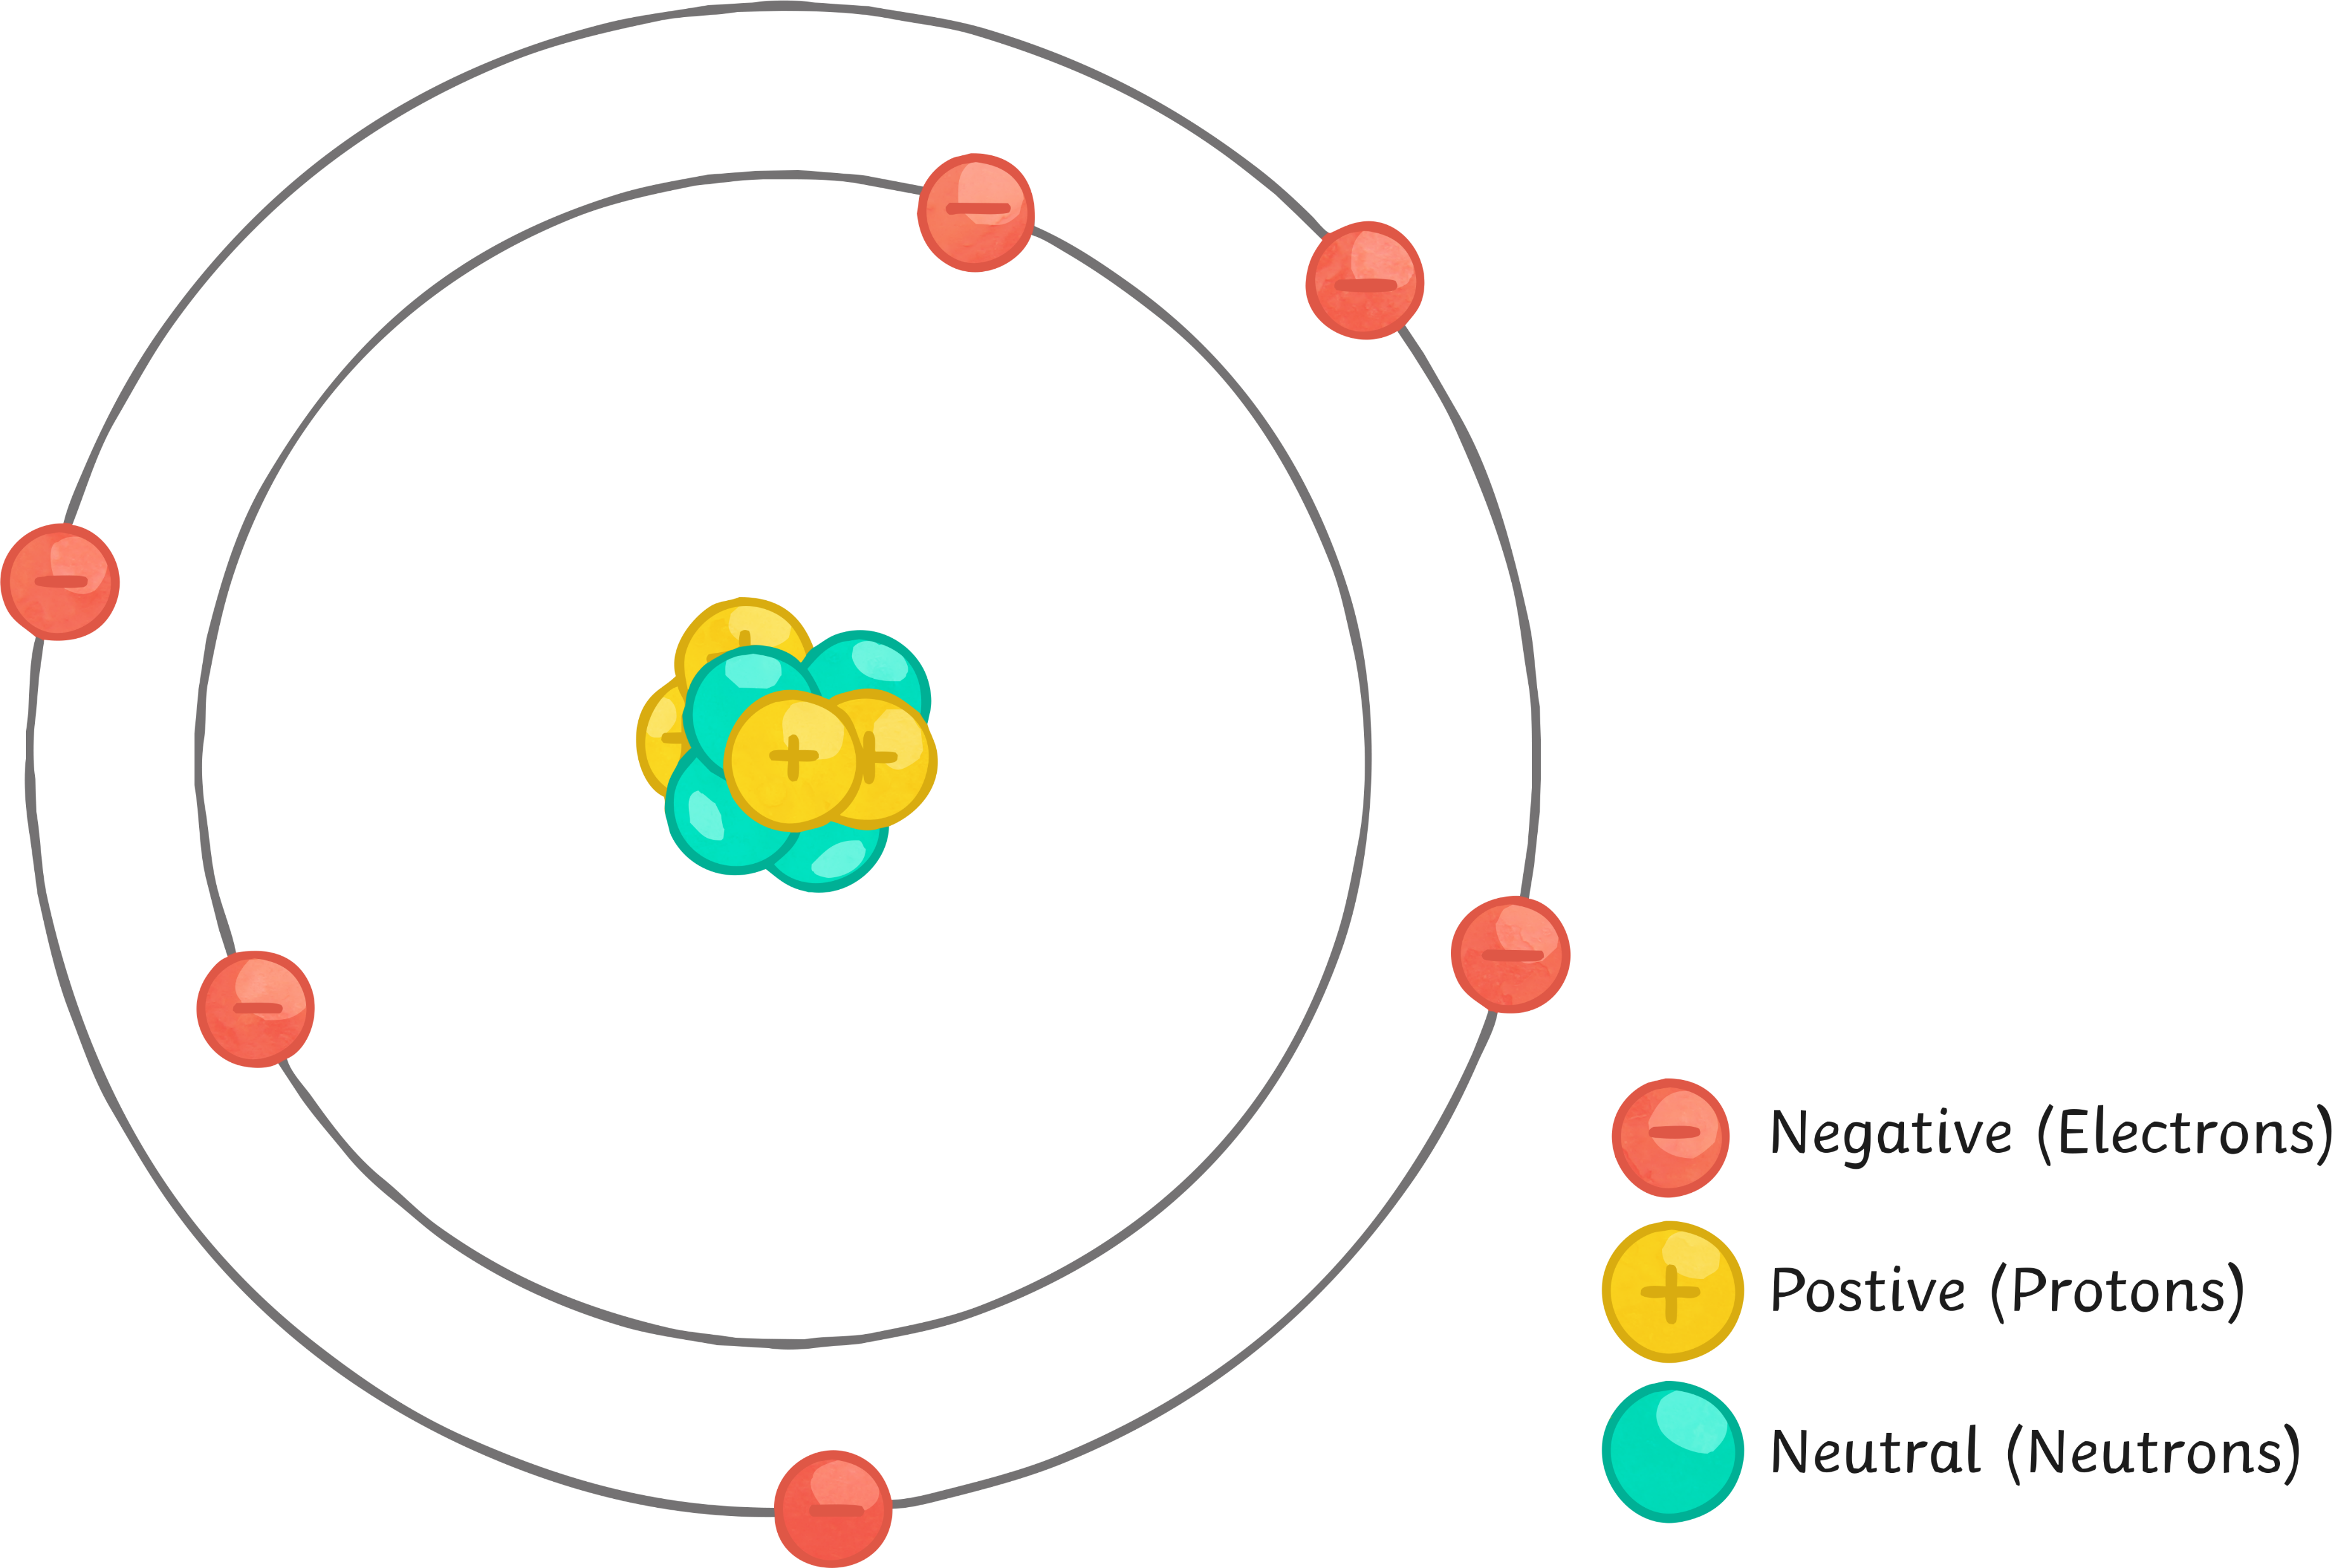 Negative (Electrons)
Postive (Protons)
Neutral (Neutrons)